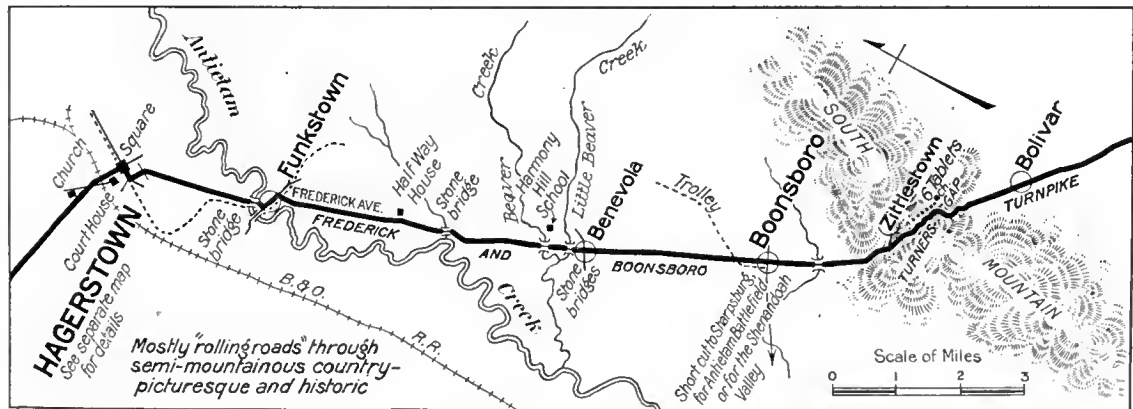 Antietam
Creek
Church
Court House
Square
HAGERSTOWN
See separate map
for details
Stone
bridge
Funkstown
FREDERICK AVE.
FREDERICK
Half Way
House
Stone
bridge
B.&O.
R.R.
Creek
Beaver
Creek
Harmony
Hill
School
Little Beaver
AND
Stone
bridges
Benevola
BOONSBORO
Trolley
Boonsboro
Short cut to Sharpsburg,
for Antietam Battlefield-
or for the Shenandoah
Valley
SOUTH
MOUNTAIN
Zittlestown
6 Tablets
TURNERS
GAP
Bolivar
TURNPIKE
Mostly "rolling roads" through
semi-mountainous country-
picturesque and historic
Scale of Miles
0 1 2 3